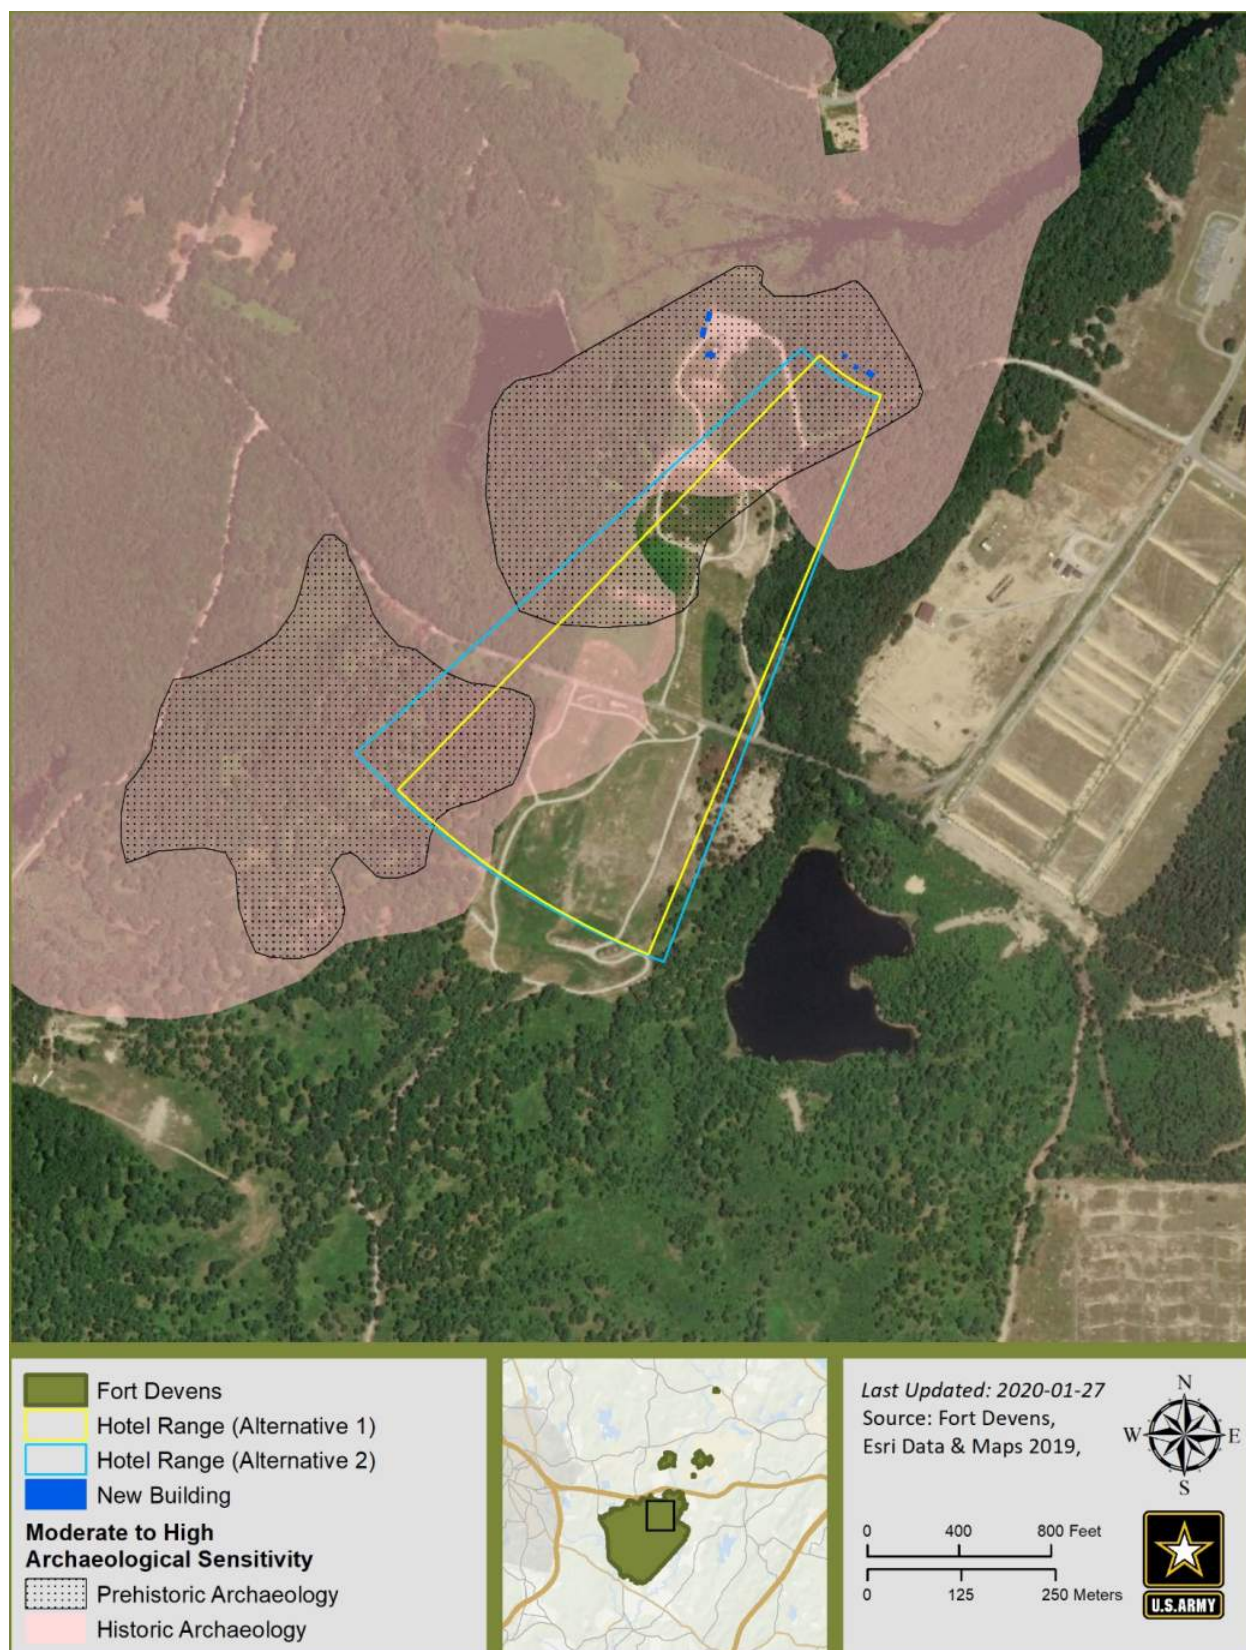 Fort Devens
Hotel Range (Alternative 1)
Hotel Range (Alternative 2)
New Building
Moderate to High
Archaeological Sensitivity
Prehistoric Archaeology
Historic Archaeology
Last Updated: 2020-01-27
Source: Fort Devens,
Esri Data & Maps 2019,
N
W
E
S
0 400 800 Feet
0 125 250 Meters
U.S.ARMY